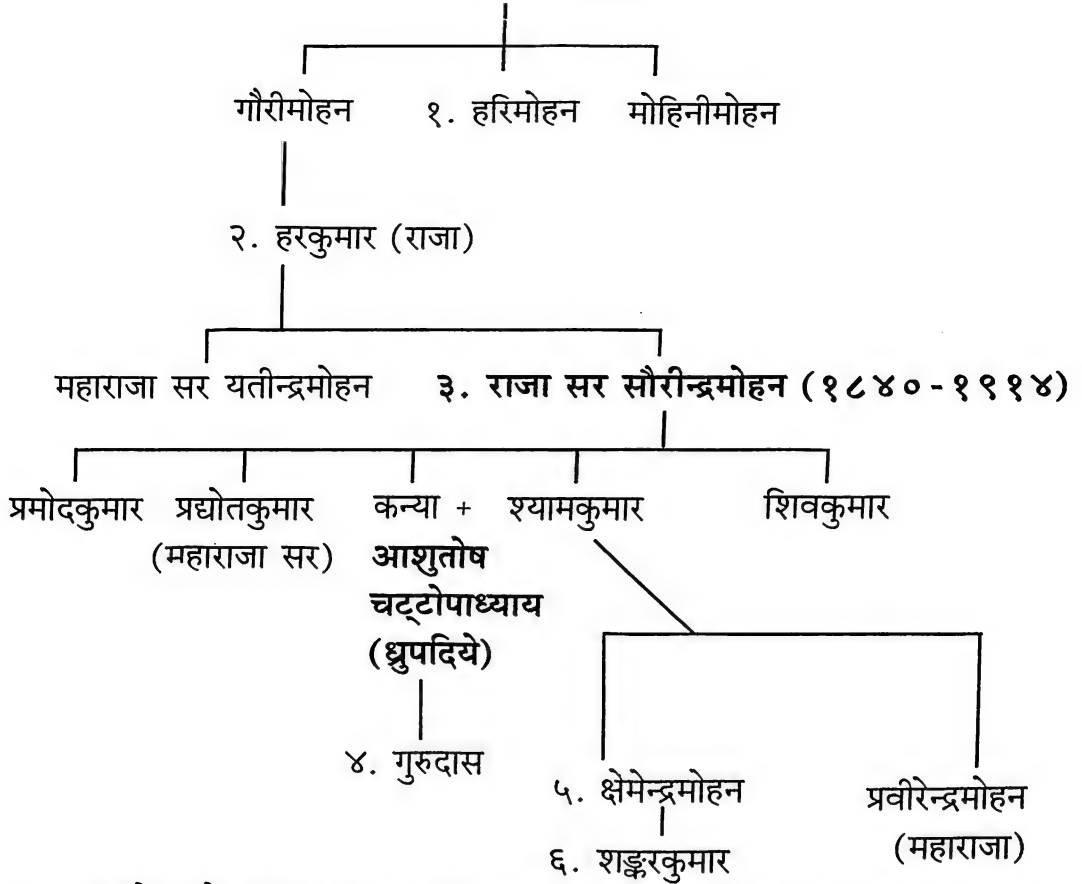 गौरीमोहन १. हरिमोहन मोहिनीमोहन
२. हरकुमार (राजा)
महाराजा सर यतीन्द्रमोहन ३. राजा सर सौरीन्द्रमोहन (१८४०-१९१४)
प्रमोदकुमार प्रद्योतकुमार कन्या + श्यामकुमार शिवकुमार
(महाराजा सर) आशुतोष
चट्टोपाध्याय
(ध्रुपदिये)
४. गुरुदास
५. क्षेमेन्द्रमोहन प्रवीरेन्द्रमोहन
६. शङ्करकुमार (महाराजा)